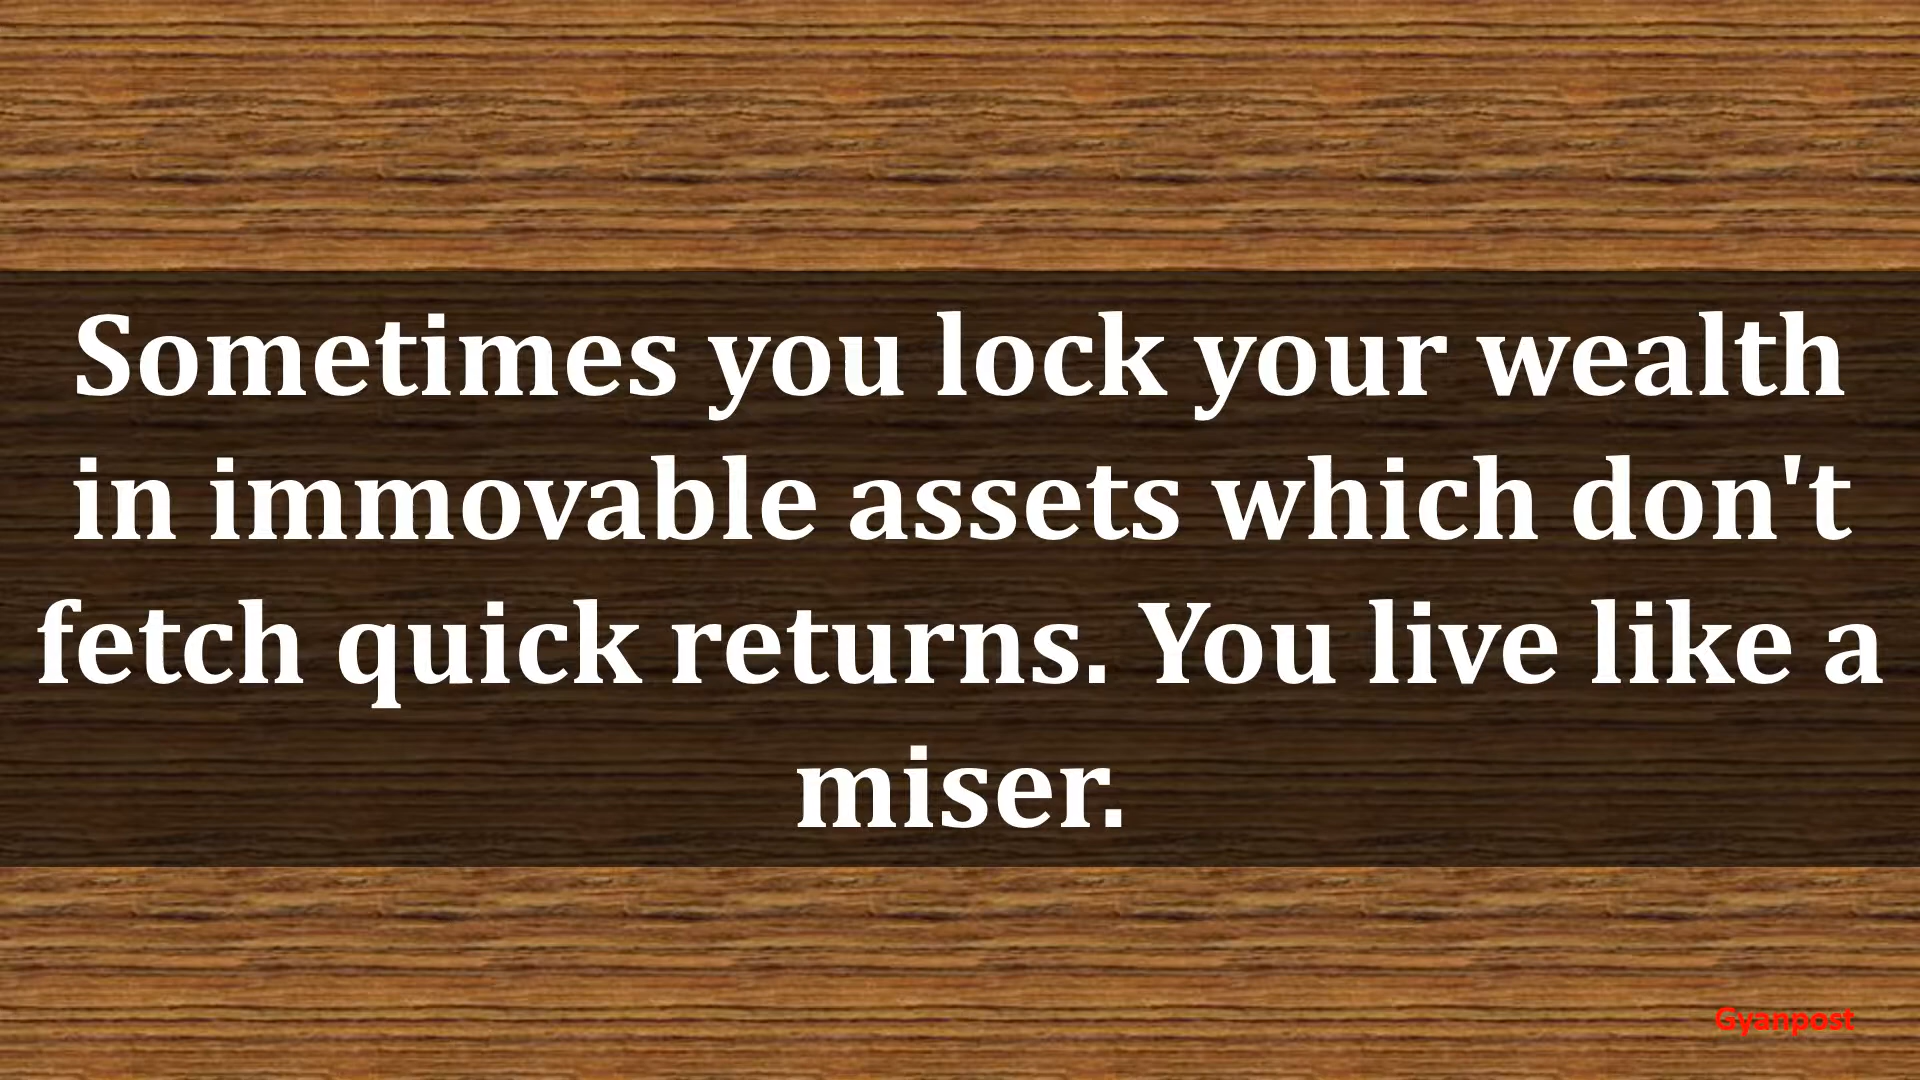 Sometimes you lock your wealth
in immovable assets which don't
fetch quick returns. You live like a
miser.
Gyanpost